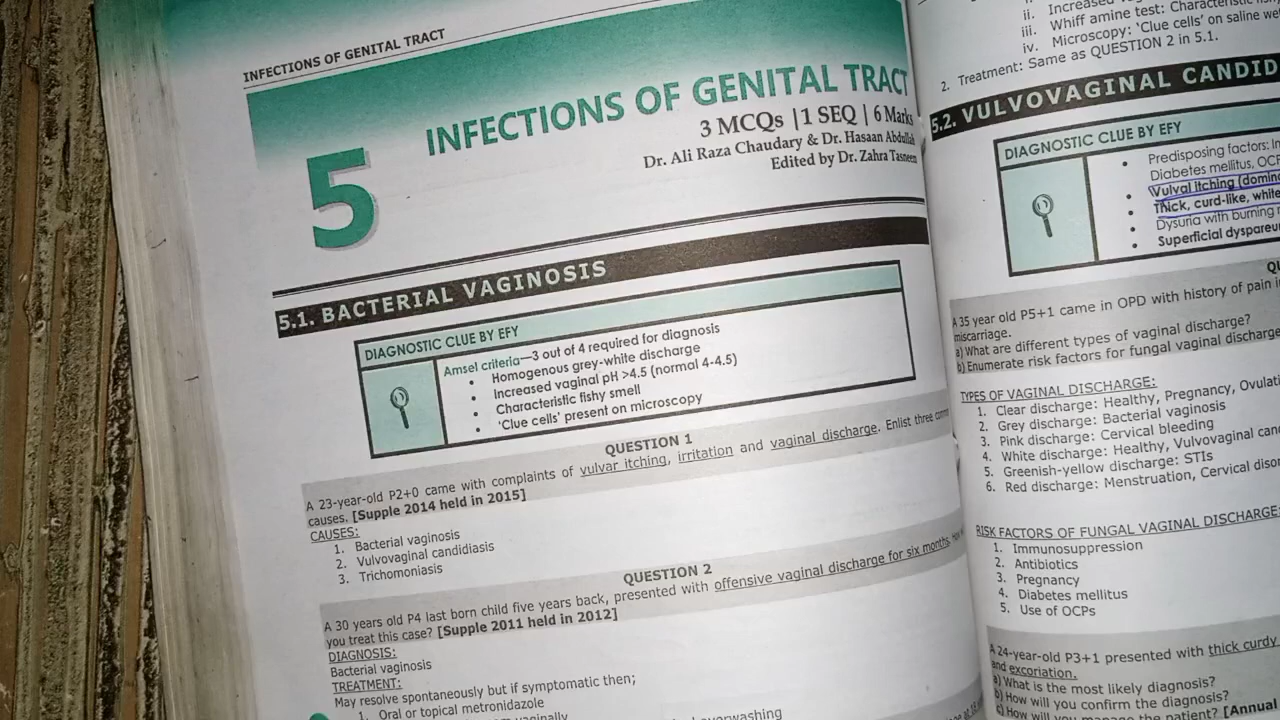 INFECTIONS OF GENITAL TRACT
5
INFECTIONS OF GENITAL TRACT
3 MCQs |1 SEQ | 6 Marks
Dr. Ali Raza Chaudary & Dr. Hasaan Abdullah
Edited by Dr. Zahra Tasneem
5.1. BACTERIAL VAGINOSIS
DIAGNOSTIC CLUE BY EFY
Amsel criteria—3 out of 4 required for diagnosis
• Homogenous grey-white discharge
• Increased vaginal pH >4.5 (normal 4-4.5)
• Characteristic fishy smell
• 'Clue cells' present on microscopy
QUESTION 1
A 23-year-old P2+0 came with complaints of vulvar itching, irritation and vaginal discharge. Enlist three
causes. [Supple 2014 held in 2015]
CAUSES:
1. Bacterial vaginosis
2. Vulvovaginal candidiasis
3. Trichomoniasis
QUESTION 2
A 30 years old P4 last born child five years back, presented with offensive vaginal discharge for six months.
you treat this case? [Supple 2011 held in 2012]
DIAGNOSIS:
Bacterial vaginosis
TREATMENT:
May resolve spontaneously but if symptomatic then;
1. Oral or topical metronidazole
vaginally
overwashing
ii. Increased
iii. Whiff amine test: Characteristic
iv. Microscopy: 'Clue cells' on saline
2. Treatment: Same as QUESTION 2 in 5.1.
5.2. VULVOVAGINAL CANDID
DIAGNOSTIC CLUE BY EFY
• Predisposing factors:
Diabetes mellitus,
• Vulval itching
• Thick, curd-like, white
• Dysuria with burning
• Superficial
A 35 year old P5+1 came in OPD with history of pain
miscarriage.
a) What are different types of vaginal discharge?
b) Enumerate risk factors for fungal vaginal
TYPES OF VAGINAL DISCHARGE:
1. Clear discharge: Healthy, Pregnancy,
2. Grey discharge: Bacterial vaginosis
3. Pink discharge: Cervical bleeding
4. White discharge: Healthy, Vulvovaginal
5. Greenish-yellow discharge: STIs
6. Red discharge: Menstruation, Cervical
RISK FACTORS OF FUNGAL VAGINAL DISCHARGE:
1. Immunosuppression
2. Antibiotics
3. Pregnancy
4. Diabetes mellitus
5. Use of OCPs
A 24-year-old P3+1 presented with thick curdy
and excoriation.
a) What is the most likely diagnosis?
b) How will you confirm the diagnosis?
c) How will you manage the patient? [Annual